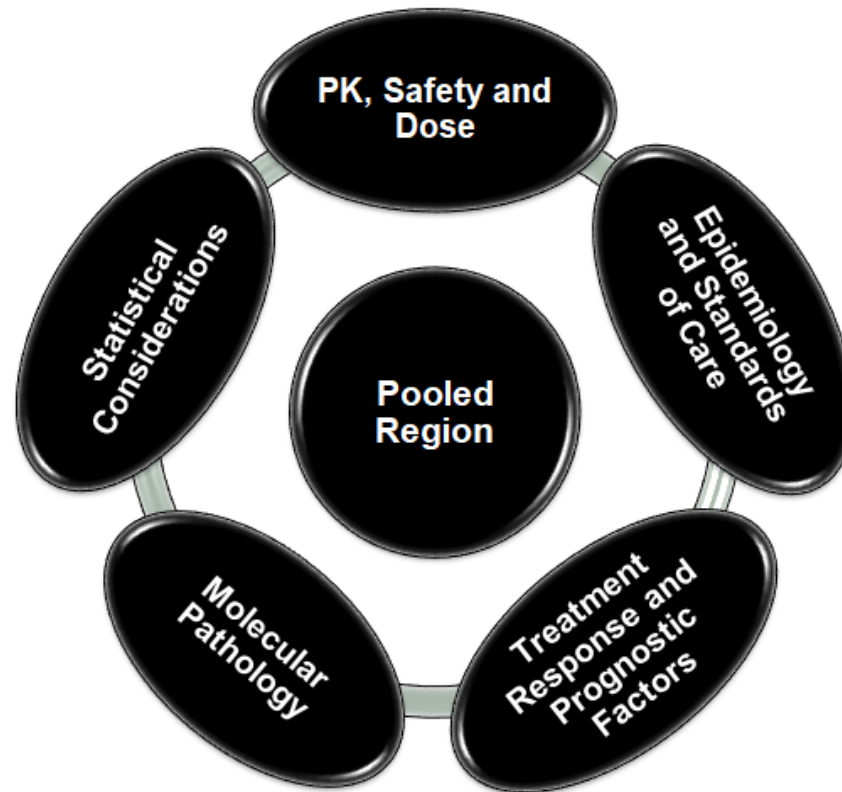 PK, Safety and
Dose
Epidemiology
and Standards
of Care
Treatment
Response and
Prognostic
Factors
Molecular
Pathology
Statistical
Considerations
Pooled
Region